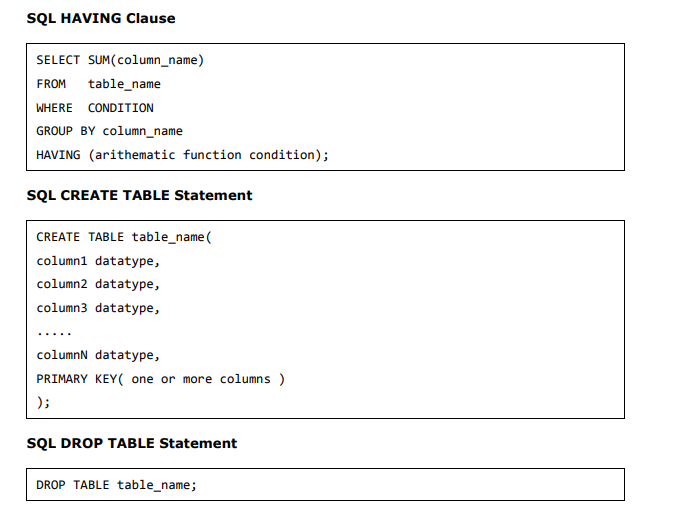 SQL HAVING Clause
SELECT SUM(column_name)
FROM   table_name
WHERE  CONDITION
GROUP BY column_name
HAVING (arithematic function condition);
SQL CREATE TABLE Statement
CREATE TABLE table_name(
column1 datatype,
column2 datatype,
column3 datatype,
.....
columnN datatype,
PRIMARY KEY( one or more columns )
);
SQL DROP TABLE Statement
DROP TABLE table_name;